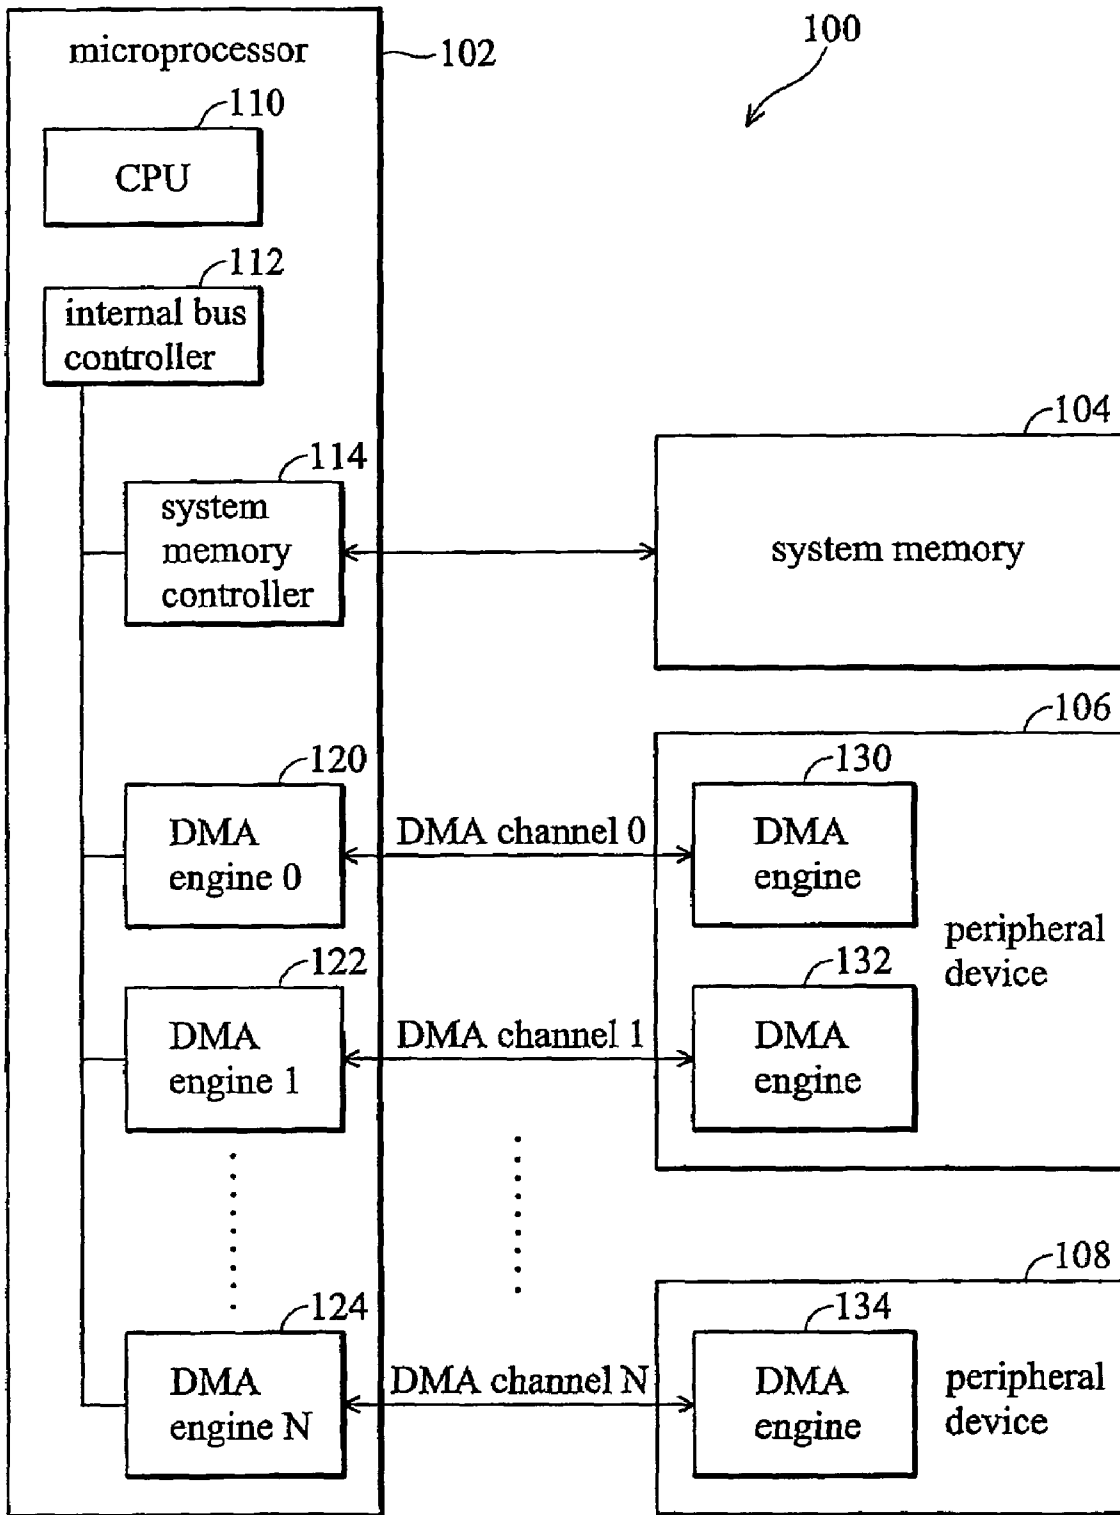 microprocessor
102
100
110
CPU
112
internal bus
controller
104
114
system
memory
controller
system memory
106
120
DMA
engine 0
DMA channel 0
130
DMA
engine
peripheral
device
122
DMA
engine 1
DMA channel 1
132
DMA
engine
108
124
DMA
engine N
DMA channel N
134
DMA
engine
peripheral
device